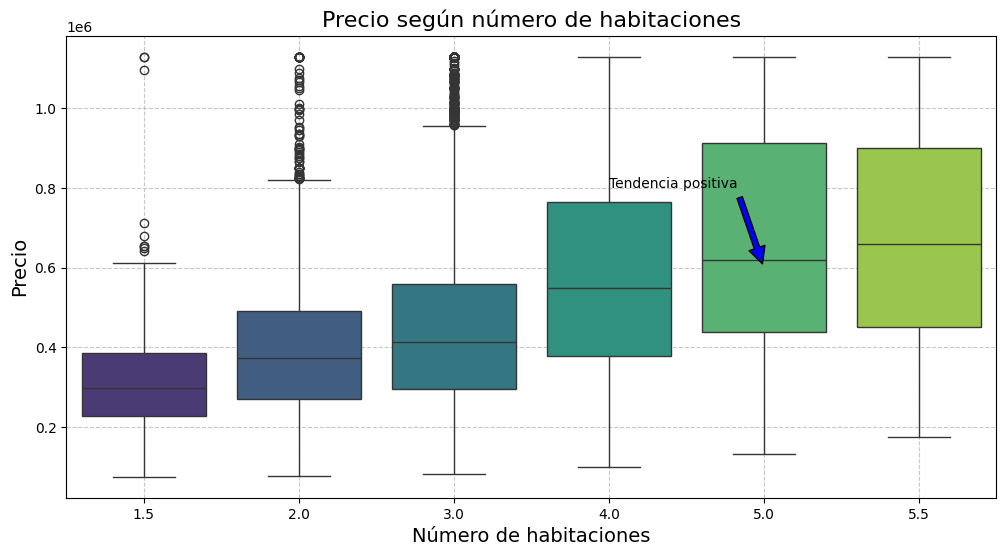 Precio según número de habitaciones
1e6
1.0
0.8
0.6
0.4
0.2
Precio
Tendencia positiva
1.5 2.0 3.0 4.0 5.0 5.5
Número de habitaciones